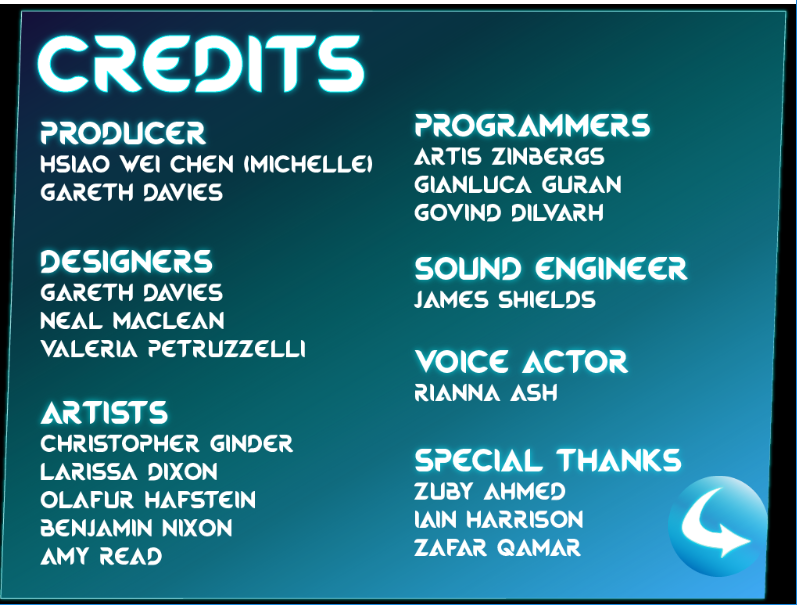 CREDITS
PRODUCER
HSIAO WEI CHEN (MICHELLE)
GARETH DAVIES
DESIGNERS
GARETH DAVIES
NEAL MACLEAN
VALERIA PETRUZZELLI
ARTISTS
CHRISTOPHER GINDER
LARISSA DIXON
OLAFUR HAFSTEIN
BENJAMIN NIXON
AMY READ
PROGRAMMERS
ARTIS ZINBERGS
GIANLUCA GURAN
GOVIND DILVARH
SOUND ENGINEER
JAMES SHIELDS
VOICE ACTOR
RIANNA ASH
SPECIAL THANKS
ZUBY AHMED
IAIN HARRISON
ZAFAR QAMAR